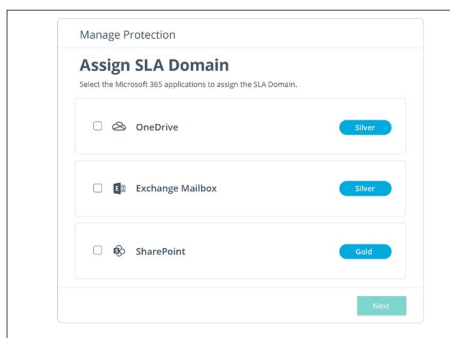 Manage Protection
Assign SLA Domain
Select the Microsoft 365 applications to assign the SLA Domain.
OneDrive
Silver
Exchange Mailbox
Silver
SharePoint
Gold
Next